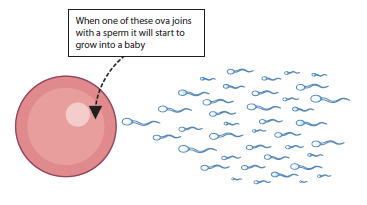 When one of these ova joins
with a sperm it will start to
grow into a baby